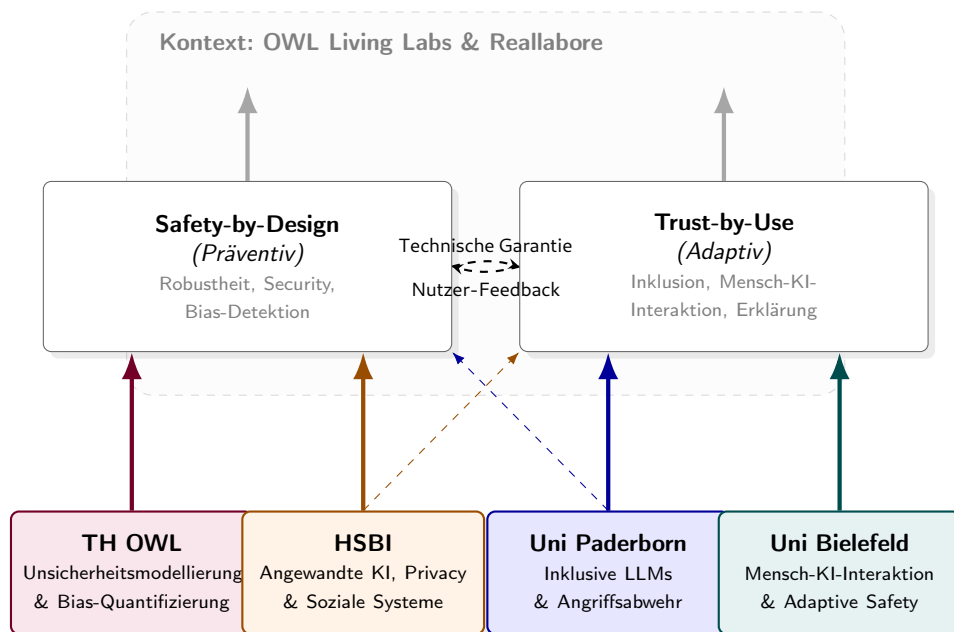 Kontext: OWL Living Labs & Reallabore
Safety-by-Design
(Präventiv)
Robustheit, Security,
Bias-Detektion
Technische Garantie
Nutzer-Feedback
Trust-by-Use
(Adaptiv)
Inklusion, Mensch-KI-
Interaktion, Erklärung
TH OWL
Unsicherheitsmodellierung
& Bias-Quantifizierung
HSBI
Angewandte KI, Privacy
& Soziale Systeme
Uni Paderborn
Inklusive LLMs
& Angriffsabwehr
Uni Bielefeld
Mensch-KI-Interaktion
& Adaptive Safety